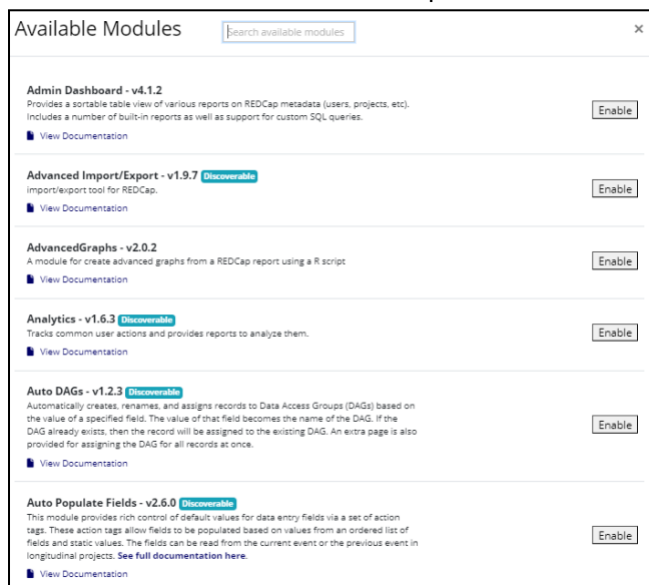 Available Modules
Search available modules
×
Admin Dashboard - v4.1.2
Provides a sortable table view of various reports on REDCap metadata (users, projects, etc).
Includes a number of built-in reports as well as support for custom SQL queries.
View Documentation
Enable
Advanced Import/Export - v1.9.7 Discoverable
import/export tool for REDCap.
View Documentation
Enable
AdvancedGraphs - v2.0.2
A module for create advanced graphs from a REDCap report using a R script
View Documentation
Enable
Analytics - v1.6.3 Discoverable
Tracks common user actions and provides reports to analyze them.
View Documentation
Enable
Auto DAGs - v1.2.3 Discoverable
Automatically creates, renames, and assigns records to Data Access Groups (DAGs) based on
the value of a specified field. The value of that field becomes the name of the DAG. If the
DAG already exists, then the record will be assigned to the existing DAG. An extra page is also
provided for assigning the DAG for all records at once.
View Documentation
Enable
Auto Populate Fields - v2.6.0 Discoverable
This module provides rich control of default values for data entry fields via a set of action
tags. These action tags allow fields to be populated based on values from an ordered list of
fields and static values. The fields can be read from the current event or the previous event in
longitudinal projects. See full documentation here.
View Documentation
Enable